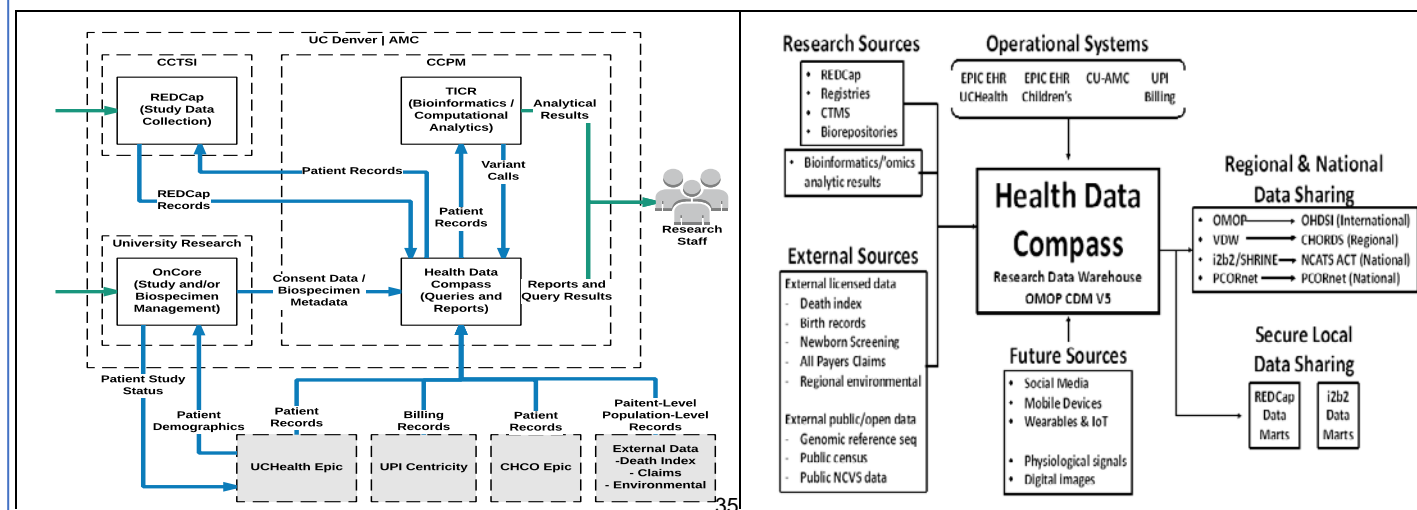 UC Denver | AMC
CCTSI
REDCap
(Study Data
Collection)
CCPM
TICR
(Bioinformatics /
Computational
Analytics)
Analytical
Results
Patient Records
REDCap
Records
Patient
Records
Variant
Calls
Research
Staff
University Research
OnCore
(Study and/or
Biospecimen
Management)
Consent Data /
Biospecimen
Metadata
Health Data
Compass
(Queries and
Reports)
Reports and
Query Results
Patient Study
Status
Patient
Demographics
Patient
Records
Billing
Records
Patient
Records
Paitent-Level
Population-Level
Records
UCHealth Epic
UPI Centricity
CHCO Epic
External Data
-Death Index
- Claims
- Environmental
35
Research Sources
• REDCap
• Registries
• CTMS
• Biorepositories
• Bioinformatics/'omics
analytic results
Operational Systems
EPIC EHR
UCHealth
EPIC EHR
Children's
CU-AMC
UPI
Billing
External Sources
External licensed data
- Death index
- Birth records
- Newborn Screening
- All Payers Claims
- Regional environmental
External public/open data
- Genomic reference seq
- Public census
- Public NCVS data
Health Data
Compass
Research Data Warehouse
OMOP CDM V5
Future Sources
• Social Media
• Mobile Devices
• Wearables & IoT
• Physiological signals
• Digital images
Regional & National
Data Sharing
• OMOP OHDSI (International)
• VDW CHORDS (Regional)
• i2b2/SHRINE NCATS ACT (National)
• PCORnet PCORnet (National)
Secure Local
Data Sharing
REDCap
Data
Marts
i2b2
Data
Marts